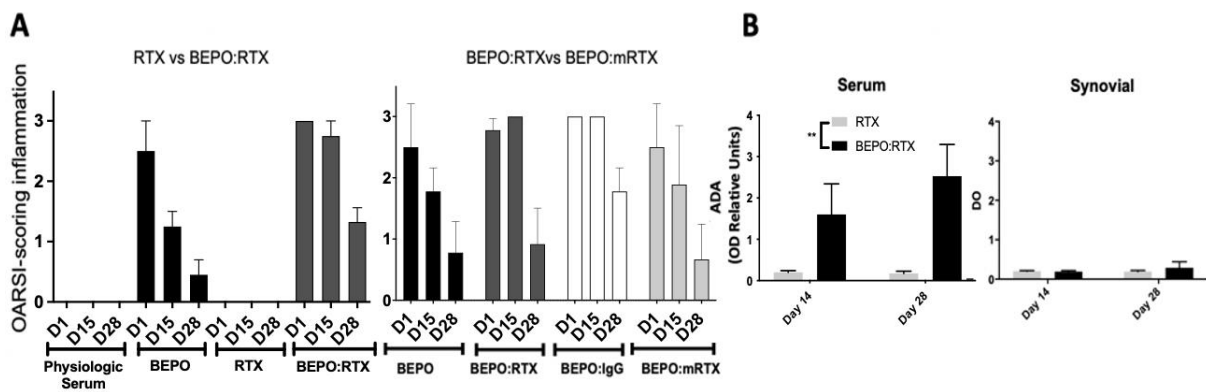 A
B
RTX vs BEPO:RTX
BEPO:RTXvs BEPO:mRTX
OARSI-scoring inflammation
3
2
1
0
D1 D15 D28 D1 D15 D28 D1 D15 D28 D1 D15 D28
Physiologic Serum
BEPO
RTX
BEPO:RTX
3
2
1
0
D1 D15 D28 D1 D15 D28 D1 D15 D28 D1 D15 D28
BEPO
BEPO:RTX
BEPO:IgG
BEPO:mRTX
Serum
ADA
(OD Relative Units)
4
3
2
1
0
**
RTX
BEPO:RTX
Day 14
Day 28
Synovial
DO
4
3
2
1
0
Day 14
Day 28